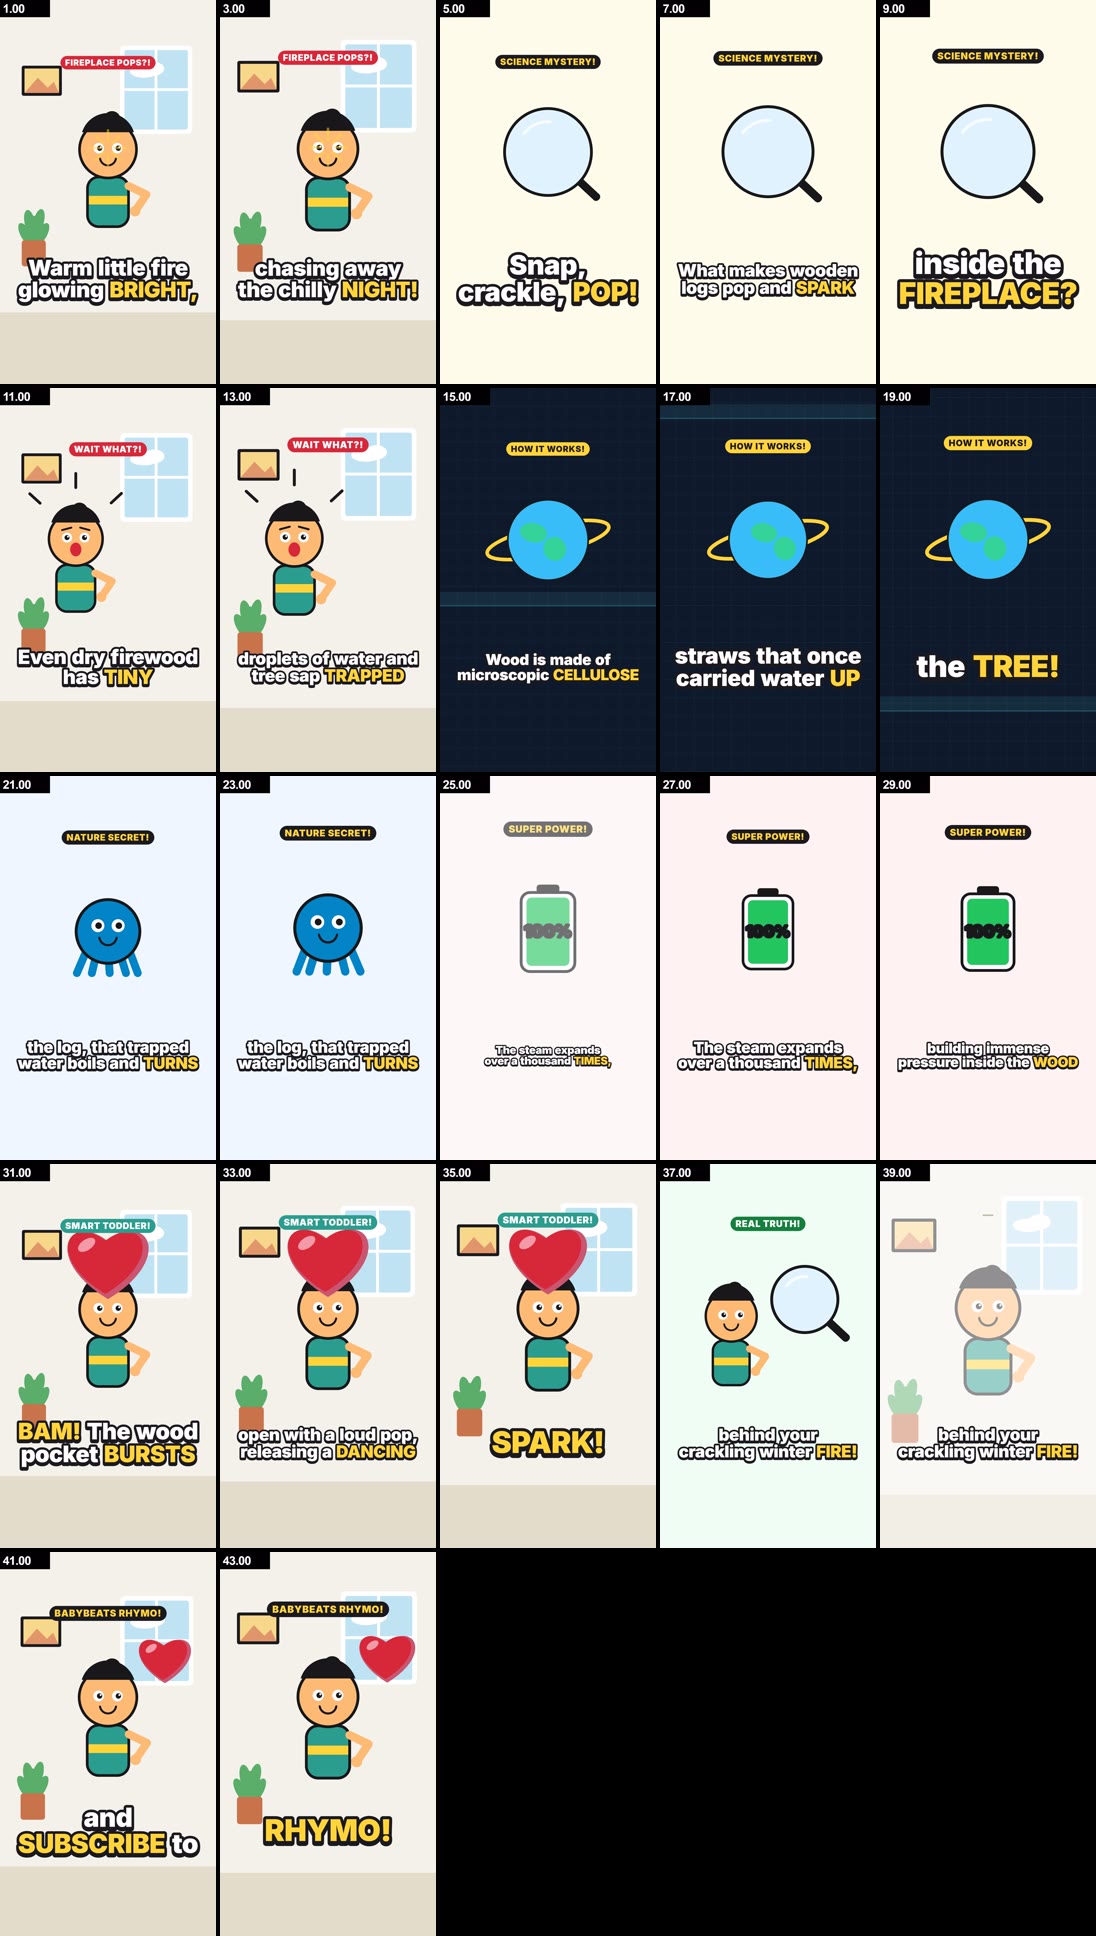 1.00
FIREPLACE POPS?!
Warm little fire
glowing BRIGHT,
3.00
FIREPLACE POPS?!
chasing away
the chilly NIGHT!
5.00
SCIENCE MYSTERY!
Snap,
crackle, POP!
7.00
SCIENCE MYSTERY!
What makes wooden
logs pop and SPARK
9.00
SCIENCE MYSTERY!
inside the
FIREPLACE?
11.00
WAIT WHAT?!
Even dry firewood
has TINY
13.00
WAIT WHAT?!
droplets of water and
tree sap TRAPPED
15.00
HOW IT WORKS!
Wood is made of
microscopic CELLULOSE
17.00
HOW IT WORKS!
straws that once
carried water UP
19.00
HOW IT WORKS!
the TREE!
21.00
NATURE SECRET!
the log, that trapped
water boils and TURNS
23.00
NATURE SECRET!
the log, that trapped
water boils and TURNS
25.00
SUPER POWER!
100%
The steam expands
over a thousand TIMES,
27.00
SUPER POWER!
100%
The steam expands
over a thousand TIMES,
29.00
SUPER POWER!
100%
building immense
pressure inside the WOOD
31.00
SMART TODDLER!
BAM! The wood
pocket BURSTS
33.00
SMART TODDLER!
open with a loud pop,
releasing a DANCING
35.00
SMART TODDLER!
SPARK!
37.00
REAL TRUTH!
behind your
crackling winter FIRE!
39.00
behind your
crackling winter FIRE!
41.00
BABYBEATS RHYMO!
and
SUBSCRIBE to
43.00
BABYBEATS RHYMO!
RHYMO!